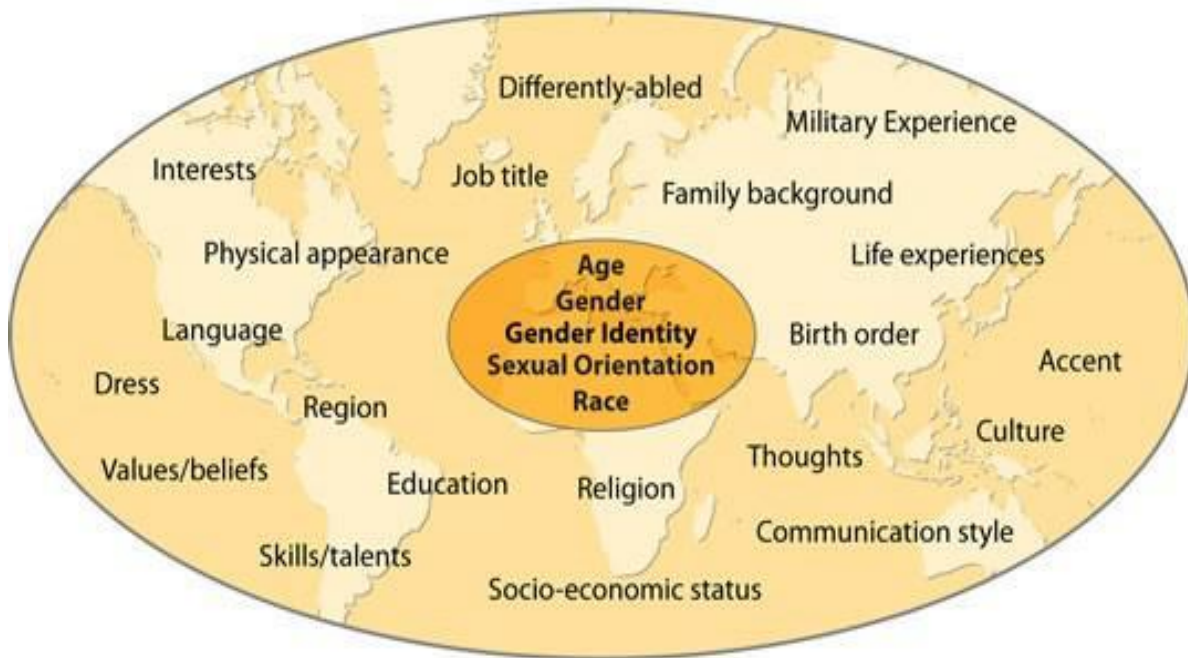 Differently-abled
Military Experience
Interests
Job title
Family background
Physical appearance
Life experiences
Age
Gender
Gender Identity
Sexual Orientation
Race
Language
Birth order
Accent
Dress
Region
Culture
Values/beliefs
Education
Religion
Thoughts
Communication style
Skills/talents
Socio-economic status